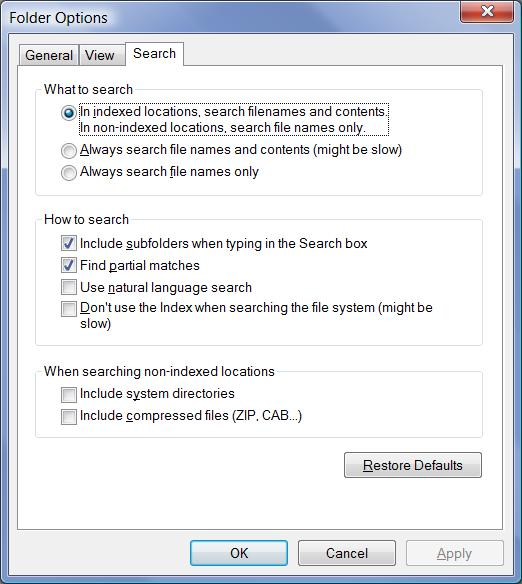 Folder Options
General View Search
What to search
In indexed locations, search filenames and contents.
In non-indexed locations, search file names only.
Always search file names and contents (might be slow)
Always search file names only
How to search
Include subfolders when typing in the Search box
Find partial matches
Use natural language search
Don't use the Index when searching the file system (might be
slow)
When searching non-indexed locations
Include system directories
Include compressed files (ZIP, CAB...)
Restore Defaults
OK Cancel Apply